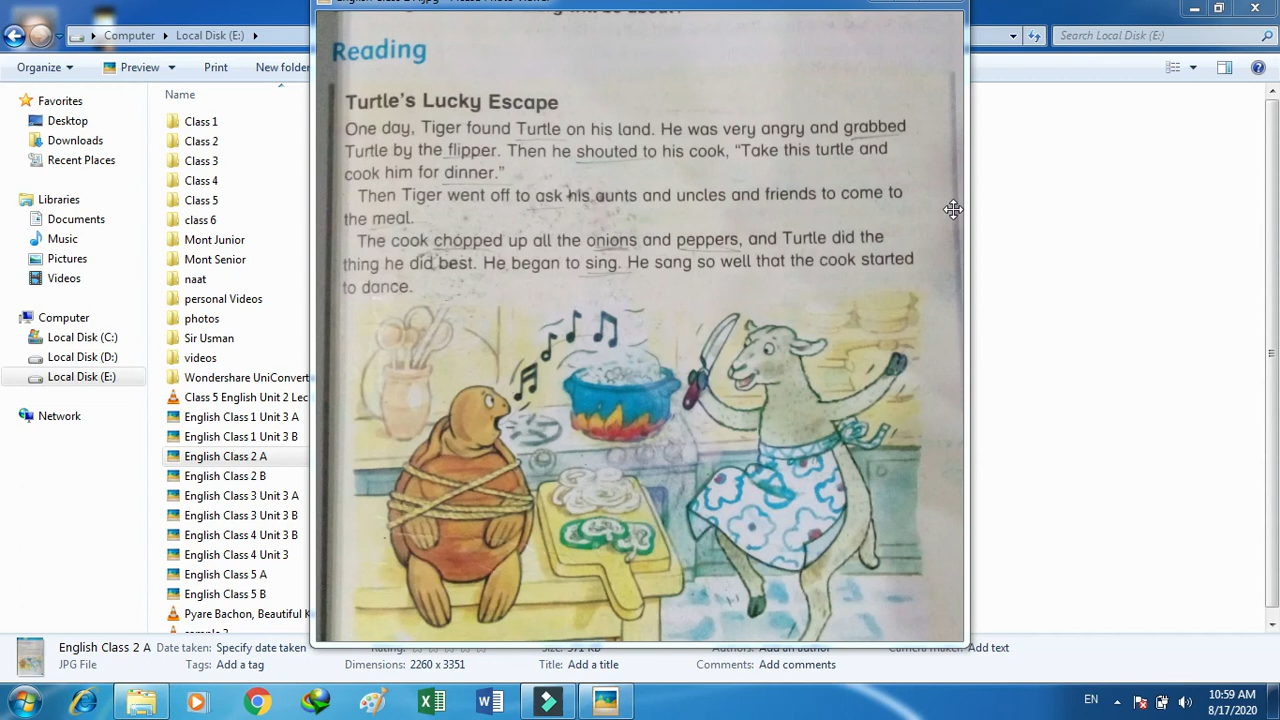 Computer
Local Disk (E:)
Search Local Disk (E:)
Organize
Preview
Print
New folder
Favorites
Desktop
Downloads
Recent Places
Libraries
Documents
Music
Pictures
Videos
Computer
Local Disk (C:)
Local Disk (D:)
Local Disk (E:)
Network
Name
Class 1
Class 2
Class 3
Class 4
Class 5
class 6
Mont Junior
Mont Senior
naat
personal Videos
photos
Sir Usman
videos
Wondershare UniConvert
Class 5 English Unit 2 Lec
English Class 1 Unit 3 A
English Class 1 Unit 3 B
English Class 2 A
English Class 2 B
English Class 3 Unit 3 A
English Class 3 Unit 3 B
English Class 4 Unit 3 B
English Class 4 Unit 3
English Class 5 A
English Class 5 B
Pyare Bachon, Beautiful K
Reading
Turtle's Lucky Escape
One day, Tiger found Turtle on his land. He was very angry and grabbed
Turtle by the flipper. Then he shouted to his cook, “Take this turtle and
cook him for dinner.”
Then Tiger went off to ask his aunts and uncles and friends to come to
the meal.
The cook chopped up all the onions and peppers, and Turtle did the
thing he did best. He began to sing. He sang so well that the cook started
to dance.
English Class 2 A
JPG File
Date taken: Specify date taken
Tags: Add a tag
Dimensions: 2260 x 3351
Title: Add a title
Comments: Add comments
Add text
EN
10:59 AM
8/17/2020